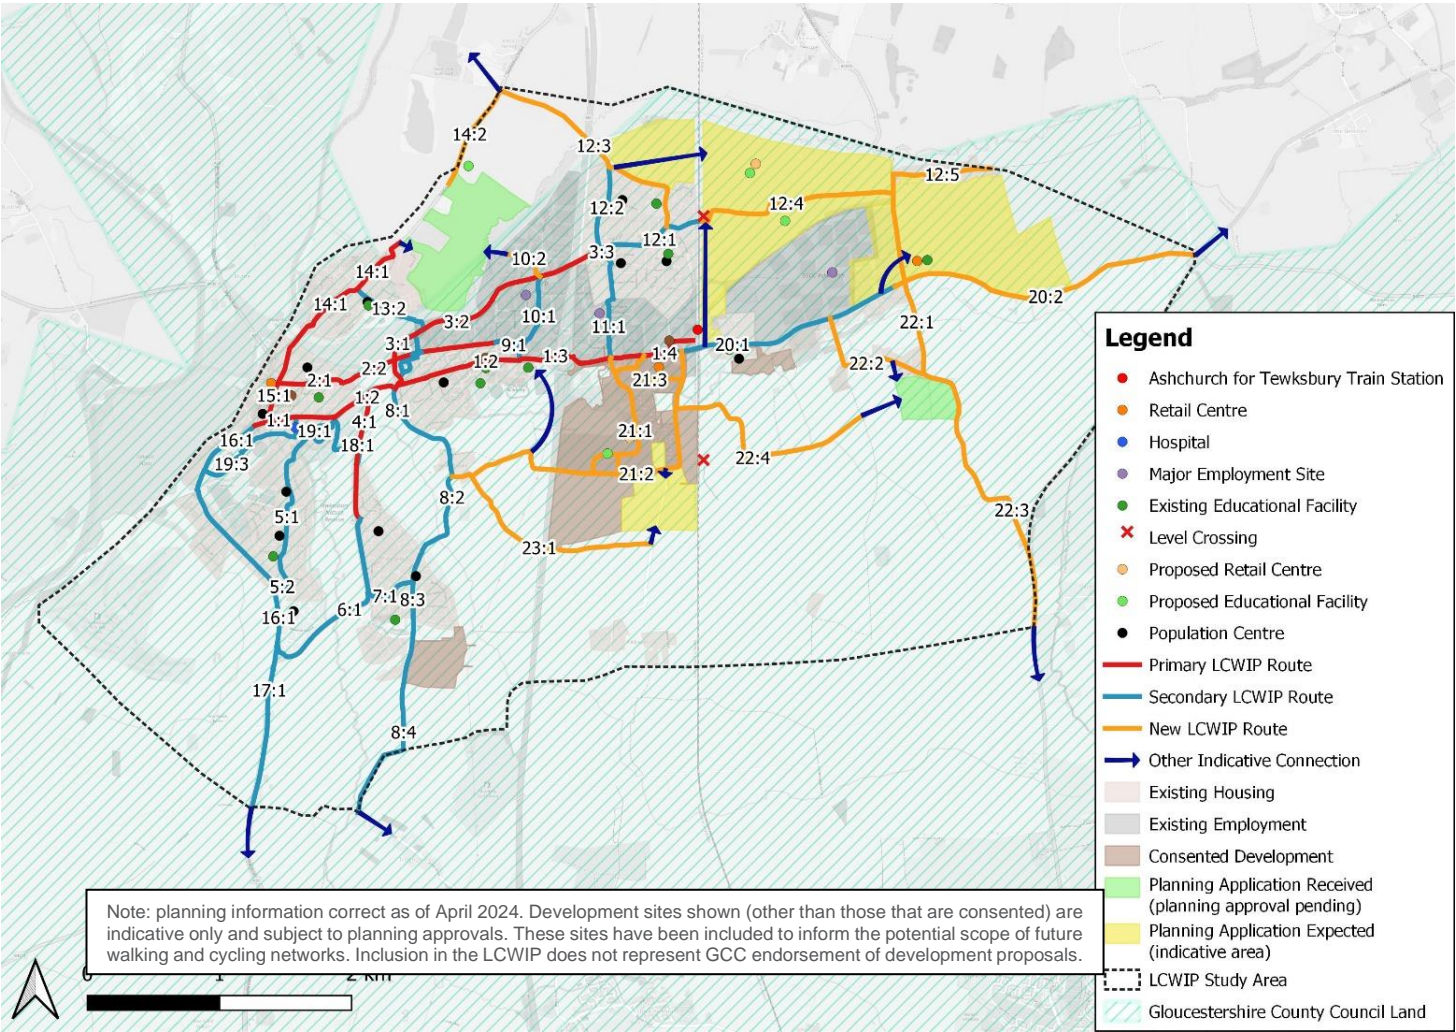 14:2
12:3
12:5
12:2
12:4
12:1
3:3
10:2
14:1
14:1
13:2
20:2
10:1
3:2
11:1
22:1
3:1
9:1
20:1
1:3
1:4
1:2
22:2
2:2
2:1
21:3
15:1
1:2
8:1
1:1
4:1
19:1
21:1
16:1
18:1
19:3
22:4
21:2
8:2
22:3
5:1
23:1
5:2
7:1
8:3
6:1
16:1
17:1
8:4
Legend
Ashchurch for Tewksbury Train Station
Retail Centre
Hospital
Major Employment Site
Existing Educational Facility
Level Crossing
Proposed Retail Centre
Proposed Educational Facility
Population Centre
Primary LCWIP Route
Secondary LCWIP Route
New LCWIP Route
Other Indicative Connection
Existing Housing
Existing Employment
Consented Development
Planning Application Received
(planning approval pending)
Planning Application Expected
(indicative area)
LCWIP Study Area
Gloucestershire County Council Land
Note: planning information correct as of April 2024. Development sites shown (other than those that are consented) are
indicative only and subject to planning approvals. These sites have been included to inform the potential scope of future
walking and cycling networks. Inclusion in the LCWIP does not represent GCC endorsement of development proposals.
0 1 2 km